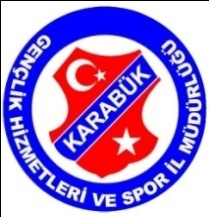 GENÇLİK HİZMETLERİ VE SPOR İL MÜDÜRLÜĞÜ
KARABÜK